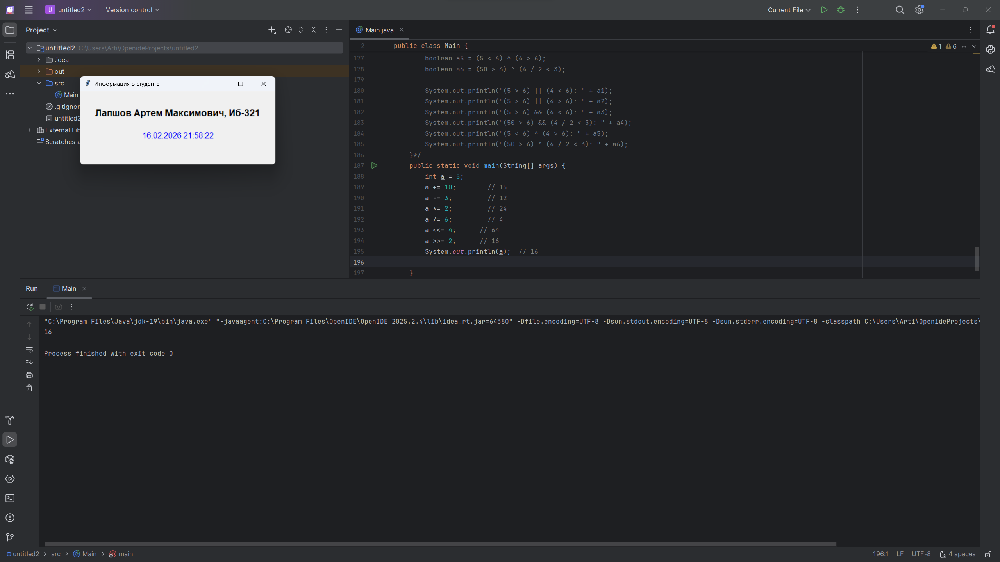 U untitled2 Version control Current File
Project
untitled2 C:\Users\Arti\OpenideProjects\untitled2
.idea
out
src
Main
.gitignor
untitled2
External Lib
Scratches a
Информация о студенте
Лапшов Артем Максимович, Иб-321
16.02.2026 21:58:22
Main.java
2 public class Main { 1 6
177 boolean a5 = (5 < 6) ^ (4 > 6);
178 boolean a6 = (50 > 6) ^ (4 / 2 < 3);
179
180 System.out.println("(5 > 6) || (4 < 6): " + a1);
181 System.out.println("(5 > 6) || (4 > 6): " + a2);
182 System.out.println("(5 > 6) && (4 < 6): " + a3);
183 System.out.println("(50 > 6) && (4 / 2 < 3): " + a4);
184 System.out.println("(5 < 6) ^ (4 > 6): " + a5);
185 System.out.println("(50 > 6) ^ (4 / 2 < 3): " + a6);
186 }*/
187 public static void main(String[] args) {
188 int a = 5;
189 a += 10; // 15
190 a -= 3; // 12
191 a *= 2; // 24
192 a /= 6; // 4
193 a <<= 4; // 64
194 a >>= 2; // 16
195 System.out.println(a); // 16
196
197 }
Run Main
"C:\Program Files\Java\jdk-19\bin\java.exe" "-javaagent:C:\Program Files\OpenIDE\OpenIDE 2025.2.4\lib\idea_rt.jar=64380" -Dfile.encoding=UTF-8 -Dsun.stdout.encoding=UTF-8 -Dsun.stderr.encoding=UTF-8 -classpath C:\Users\Arti\OpenideProjects\
16
Process finished with exit code 0
untitled2 > src > Main > main 196:1 LF UTF-8 4 spaces